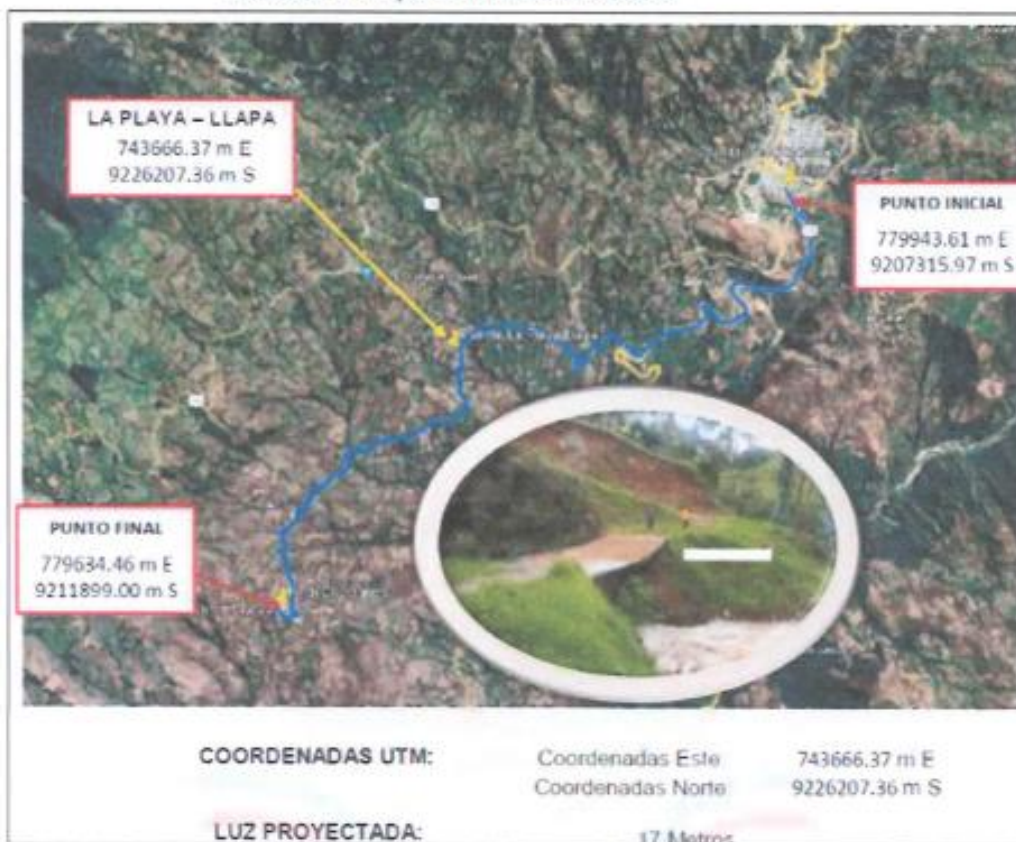 LA PLAYA – LLAPA
743666.37 m E
9226207.36 m S
PUNTO INICIAL
779943.61 m E
9207315.97 m S
PUNTO FINAL
779634.46 m E
9211899.00 m S
COORDENADAS UTM: Coordenadas Este 743666.37 m E
Coordenadas Norte 9226207.36 m S
LUZ PROYECTADA: 17 Metros